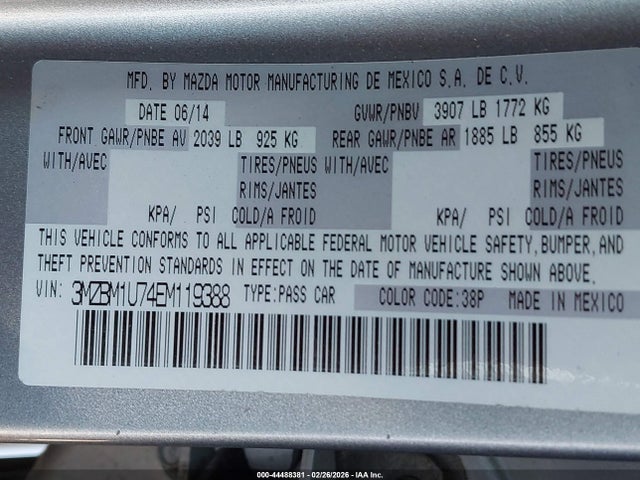 MFD. BY MAZDA MOTOR MANUFACTURING DE MEXICO S.A. DE C.V.
DATE 06/14 GVWR/PNBV 3907 LB 1772 KG
FRONT GAWR/PNBE AV 2039 LB 925 KG REAR GAWR/PNBE AR 1885 LB 855 KG
WITH/AVEC TIRES/PNEUS WITH/AVEC TIRES/PNEUS
RIMS/JANTES RIMS/JANTES
KPA/ PSI COLD/A FROID KPA/ PSI COLD/A FROID
THIS VEHICLE CONFORMS TO ALL APPLICABLE FEDERAL MOTOR VEHICLE SAFETY, BUMPER, AND
THEFT PREVENTION STANDARDS IN EFFECT ON THE DATE OF MANUFACTURE SHOWN ABOVE.
VIN: 3MZBM1U74EM119388 TYPE:PASS CAR COLOR CODE:38P MADE IN MEXICO
000-44488381 - 02/26/2026 - IAA Inc.